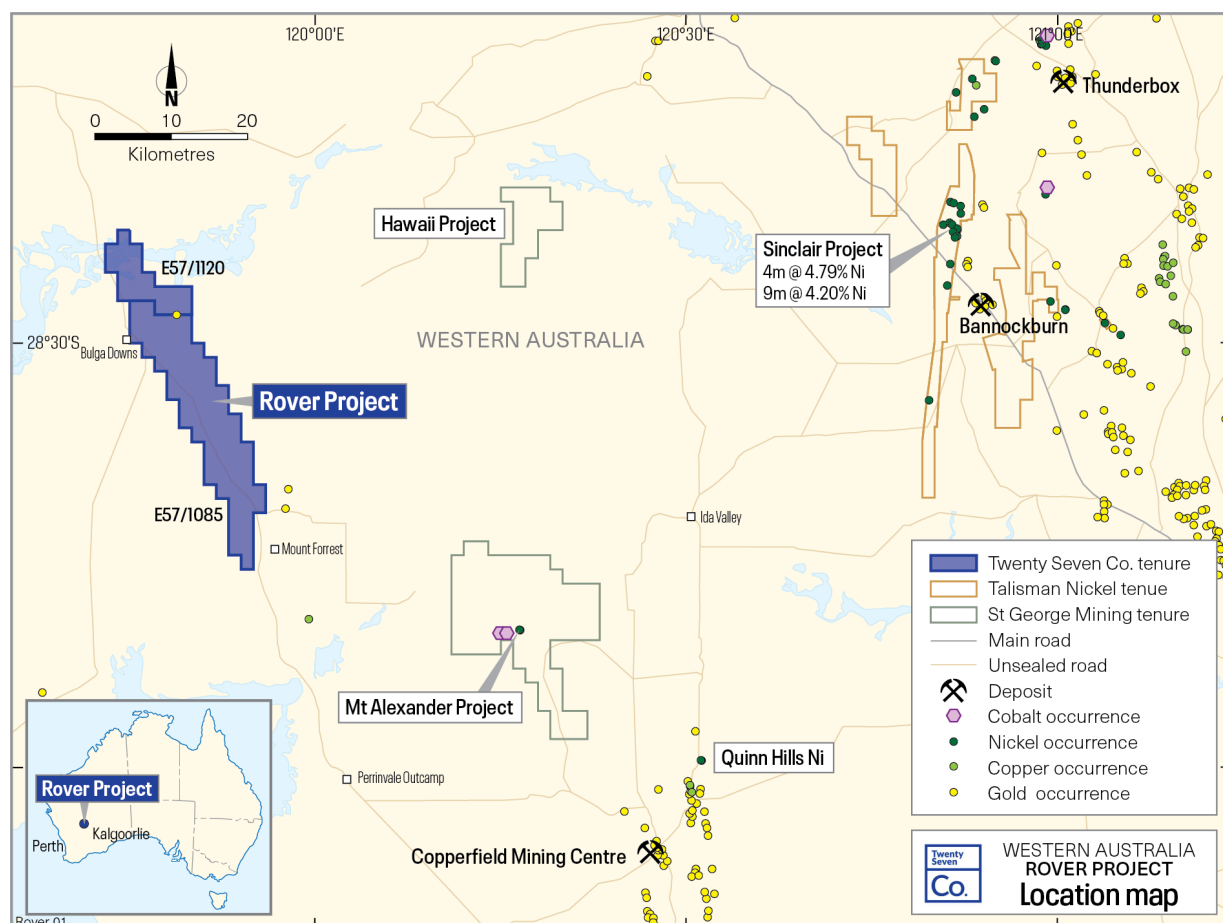 120°00'E
120°30'E
121°00'E
N
0 10 20
Kilometres
Thunderbox
Hawaii Project
Sinclair Project
4m @ 4.79% Ni
9m @ 4.20% Ni
E57/1120
Bannockburn
28°30'S
Bulga Downs
WESTERN AUSTRALIA
Rover Project
E57/1085
Ida Valley
Mount Forrest
Mt Alexander Project
Quinn Hills Ni
Perrinvale Outcamp
Copperfield Mining Centre
Twenty Seven Co. tenure
Talisman Nickel tenue
St George Mining tenure
Main road
Unsealed road
Deposit
Cobalt occurrence
Nickel occurrence
Copper occurrence
Gold occurrence
Rover Project
Kalgoorlie
Perth
Rover 01
Twenty
Seven
Co.
WESTERN AUSTRALIA
ROVER PROJECT
Location map